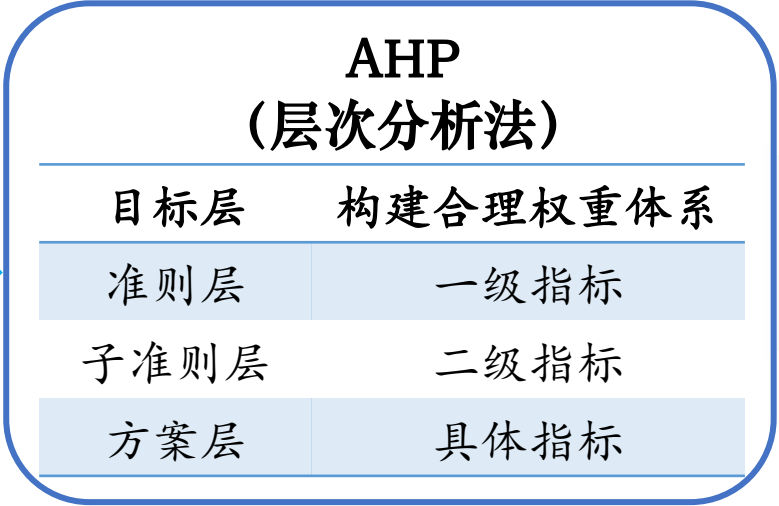 AHP
（层次分析法）
目标层 构建合理权重体系
准则层 一级指标
子准则层 二级指标
方案层 具体指标